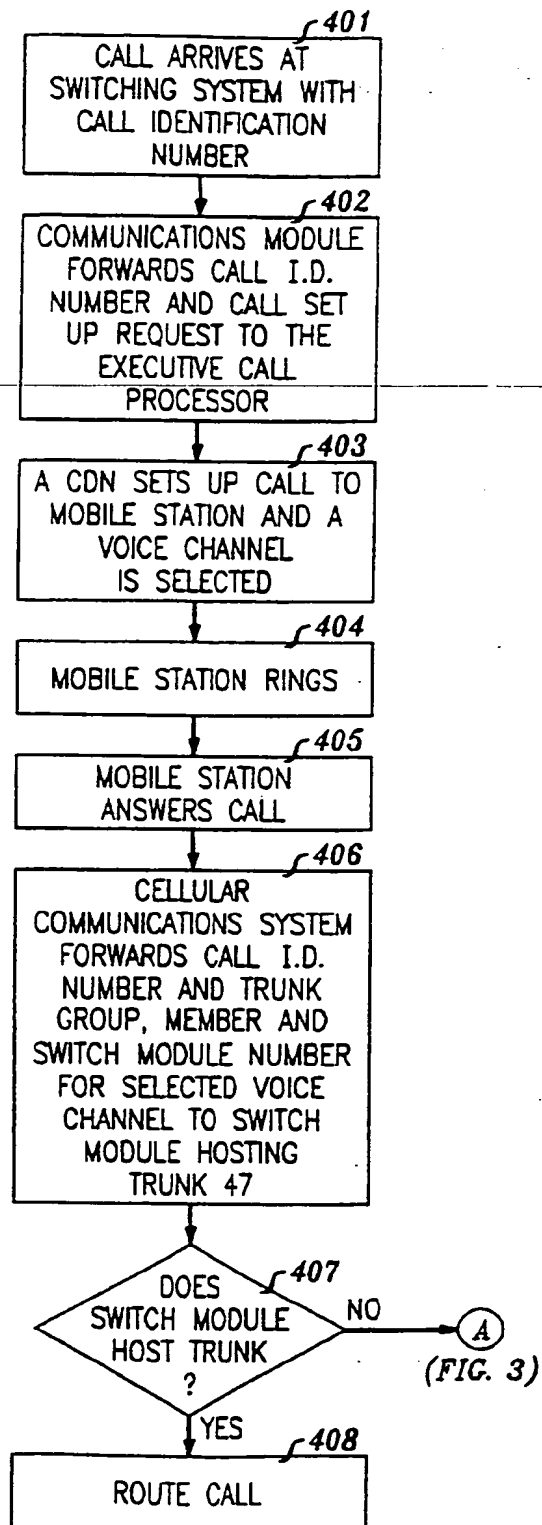 401
CALL ARRIVES AT
SWITCHING SYSTEM WITH
CALL IDENTIFICATION
NUMBER
402
COMMUNICATIONS MODULE
FORWARDS CALL I.D.
NUMBER AND CALL SET
UP REQUEST TO THE
EXECUTIVE CALL
PROCESSOR
403
A CDN SETS UP CALL TO
MOBILE STATION AND A
VOICE CHANNEL
IS SELECTED
404
MOBILE STATION RINGS
405
MOBILE STATION
ANSWERS CALL
406
CELLULAR
COMMUNICATIONS SYSTEM
FORWARDS CALL I.D.
NUMBER AND TRUNK
GROUP, MEMBER AND
SWITCH MODULE NUMBER
FOR SELECTED VOICE
CHANNEL TO SWITCH
MODULE HOSTING
TRUNK 47
407
DOES
SWITCH MODULE
HOST TRUNK
?
NO
A
(FIG. 3)
YES
408
ROUTE CALL